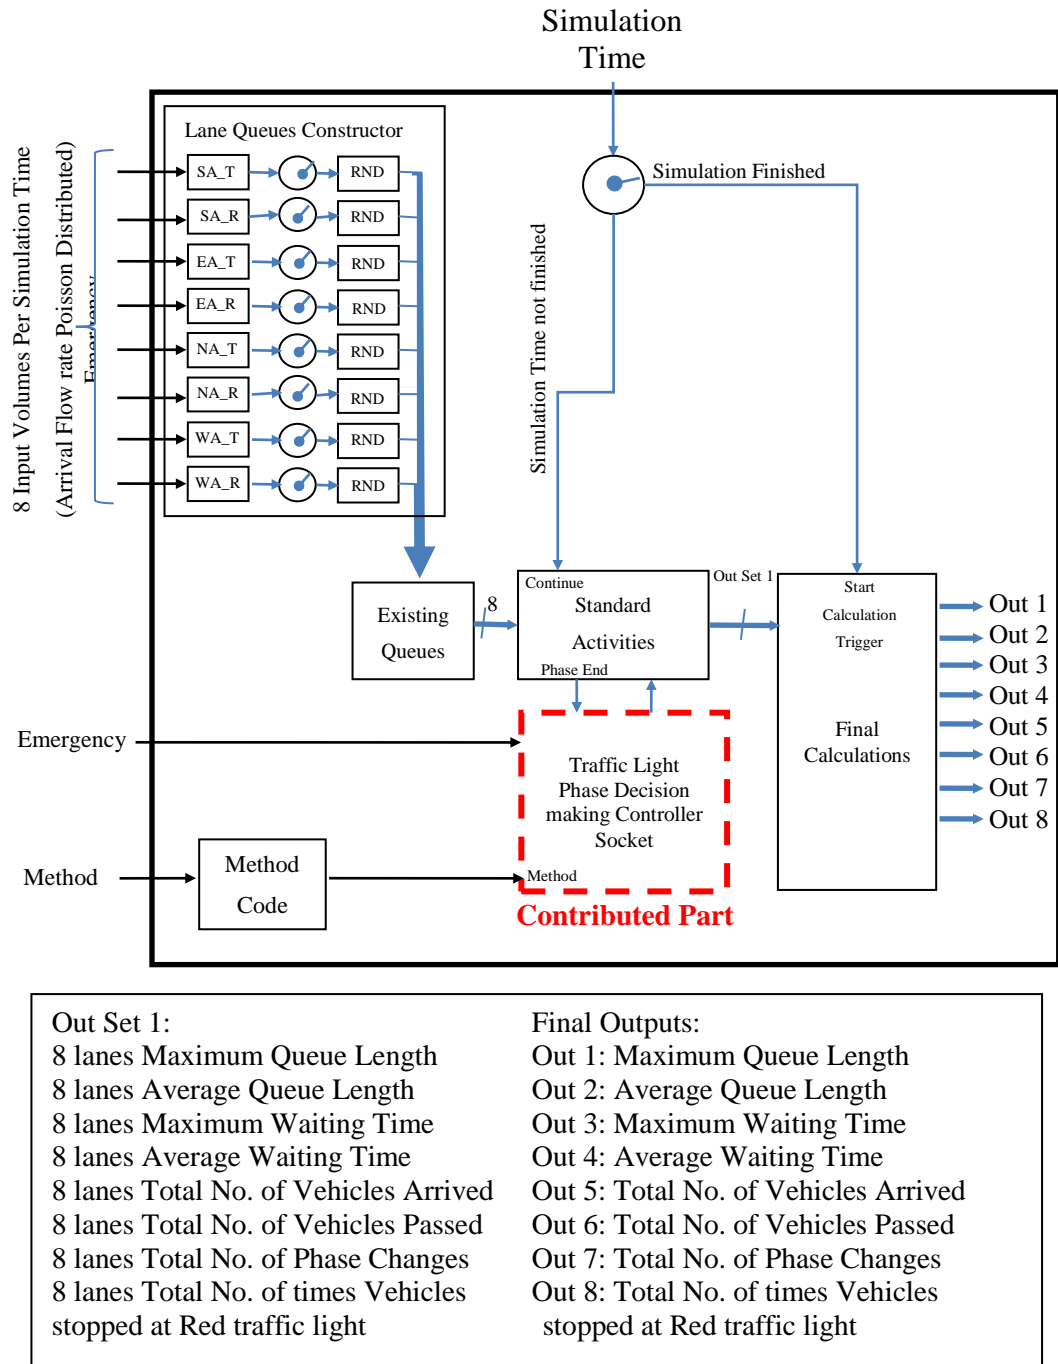 Simulation
Time
Lane Queues Constructor
SA_T
RND
SA_R
RND
EA_T
RND
EA_R
RND
NA_T
RND
NA_R
RND
WA_T
RND
WA_R
RND
8 Input Volumes Per Simulation Time
(Arrival Flow rate Poisson Distributed)
Emergency
Simulation Finished
Simulation Time not finished
Existing
Queues
8
Continue
Standard
Activities
Phase End
Out Set 1
Start
Calculation
Trigger
Final
Calculations
Out 1
Out 2
Out 3
Out 4
Out 5
Out 6
Out 7
Out 8
Emergency
Traffic Light
Phase Decision
making Controller
Socket
Method
Method
Method
Code
Contributed Part
Out Set 1:
8 lanes Maximum Queue Length
8 lanes Average Queue Length
8 lanes Maximum Waiting Time
8 lanes Average Waiting Time
8 lanes Total No. of Vehicles Arrived
8 lanes Total No. of Vehicles Passed
8 lanes Total No. of Phase Changes
8 lanes Total No. of times Vehicles
stopped at Red traffic light
Final Outputs:
Out 1: Maximum Queue Length
Out 2: Average Queue Length
Out 3: Maximum Waiting Time
Out 4: Average Waiting Time
Out 5: Total No. of Vehicles Arrived
Out 6: Total No. of Vehicles Passed
Out 7: Total No. of Phase Changes
Out 8: Total No. of times Vehicles
stopped at Red traffic light